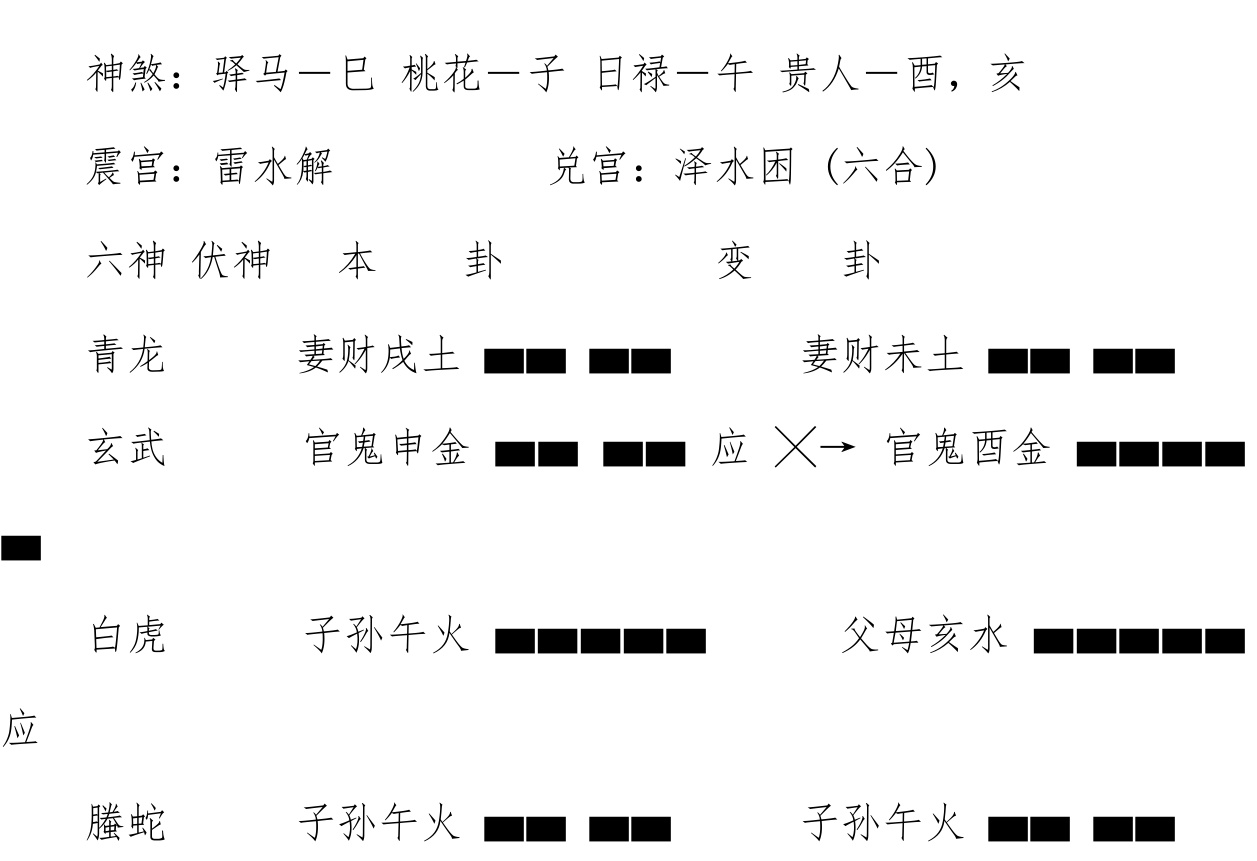 神煞：驿马－巳 桃花－子 日禄－午 贵人－酉，亥
震宫：雷水解 兑宫：泽水困 (六合)
六神 伏神 本 卦 变 卦
青龙 妻财戌土 ▅▅ ▅▅ 妻财未土 ▅▅ ▅▅
玄武 官鬼申金 ▅▅ ▅▅ 应 ╳→ 官鬼酉金 ▅▅▅▅
▅
白虎 子孙午火 ▅▅▅▅▅ 父母亥水 ▅▅▅▅▅
应
螣蛇 子孙午火 ▅▅ ▅▅ 子孙午火 ▅▅ ▅▅